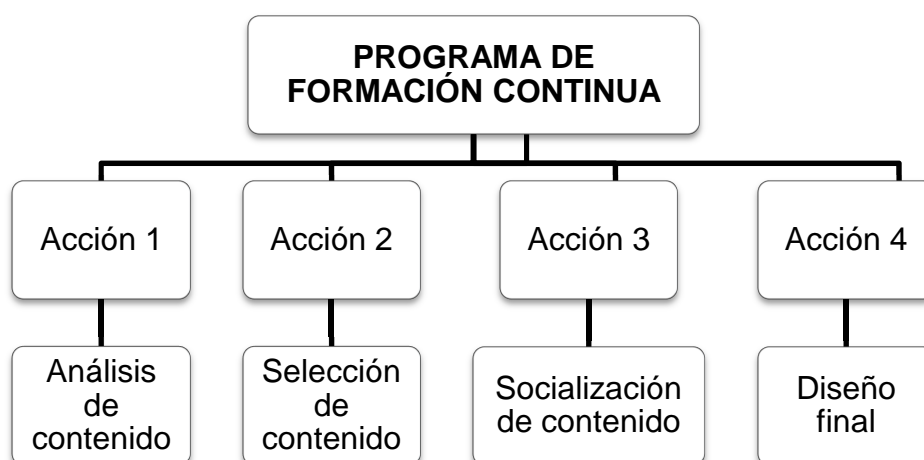 PROGRAMA DE
FORMACIÓN CONTINUA
Acción 1
Acción 2
Acción 3
Acción 4
Análisis
de
contenido
Selección
de
contenido
Socialización
de contenido
Diseño
final